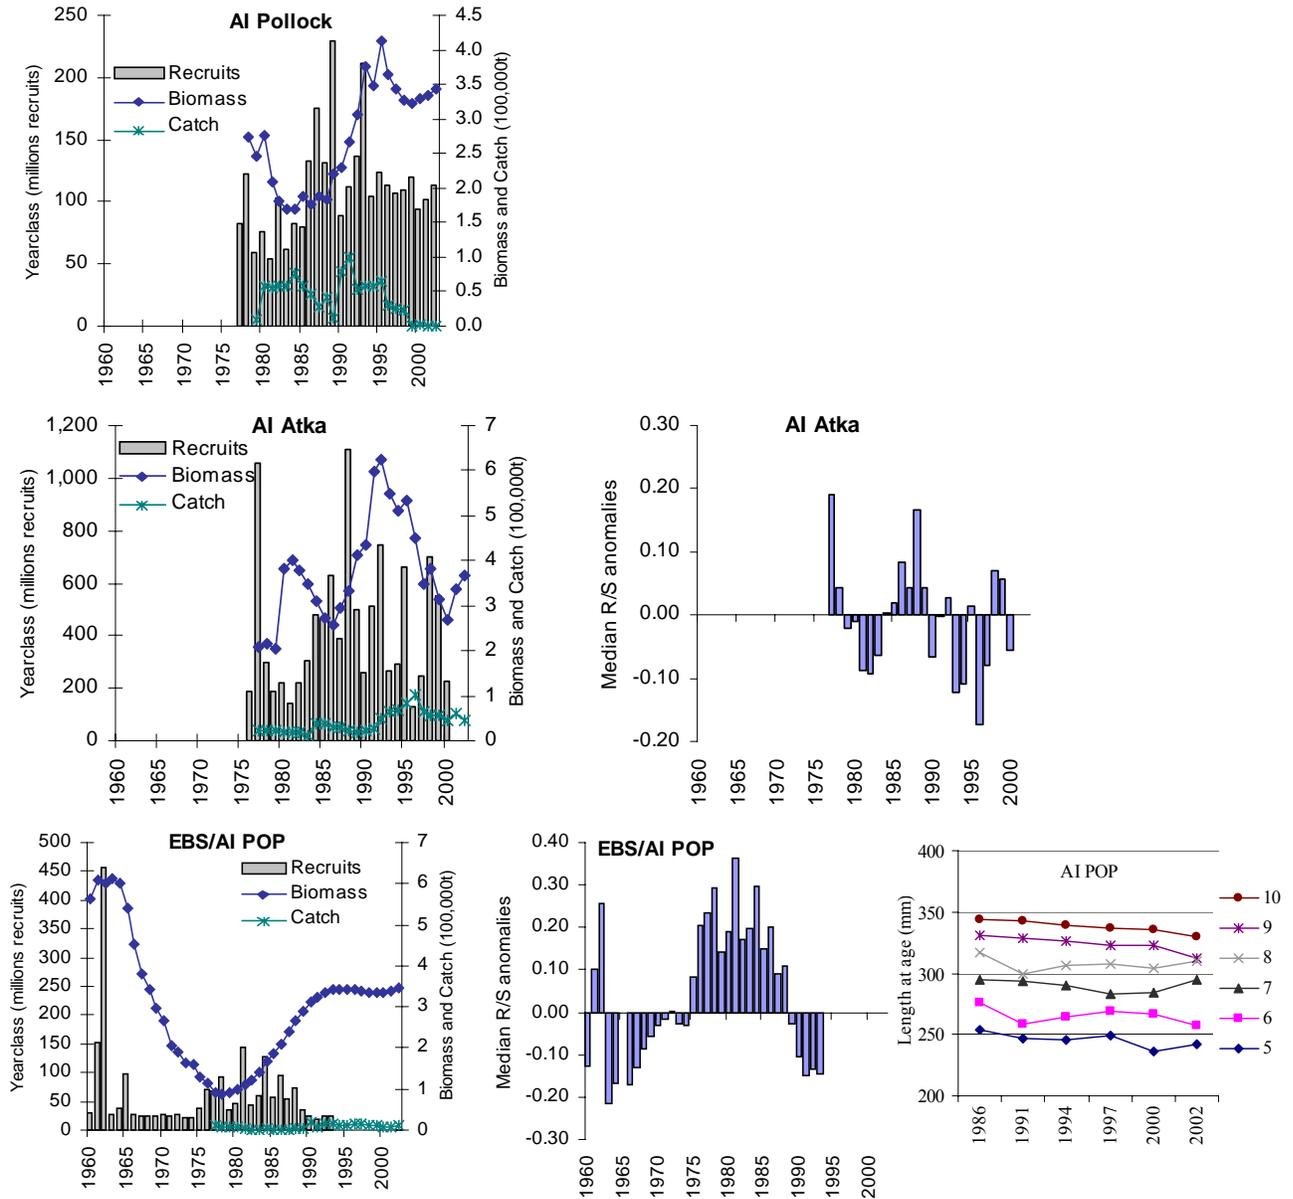 AI Pollock
Recruits
Biomass
Catch
Yearclass (millions recruits)
250
200
150
100
50
0
Biomass and Catch (100,000t)
4.5
4.0
3.5
3.0
2.5
2.0
1.5
1.0
0.5
0.0
1960 1965 1970 1975 1980 1985 1990 1995 2000
AI Atka
Recruits
Biomass
Catch
Yearclass (millions recruits)
1,200
1,000
800
600
400
200
0
Biomass and Catch (100,000t)
7
6
5
4
3
2
1
0
1960 1965 1970 1975 1980 1985 1990 1995 2000
AI Atka
Median R/S anomalies
0.30
0.20
0.10
0.00
-0.10
-0.20
1960 1965 1970 1975 1980 1985 1990 1995 2000
EBS/AI POP
Recruits
Biomass
Catch
Yearclass (millions recruits)
500
450
400
350
300
250
200
150
100
50
0
Biomass and Catch (100,000t)
7
6
5
4
3
2
1
0
1960 1965 1970 1975 1980 1985 1990 1995 2000
EBS/AI POP
Median R/S anomalies
0.40
0.30
0.20
0.10
0.00
-0.10
-0.20
-0.30
1960 1965 1970 1975 1980 1985 1990 1995 2000
AI POP
Length at age (mm)
400
350
300
250
200
1986 1991 1994 1997 2000 2002
10
9
8
7
6
5